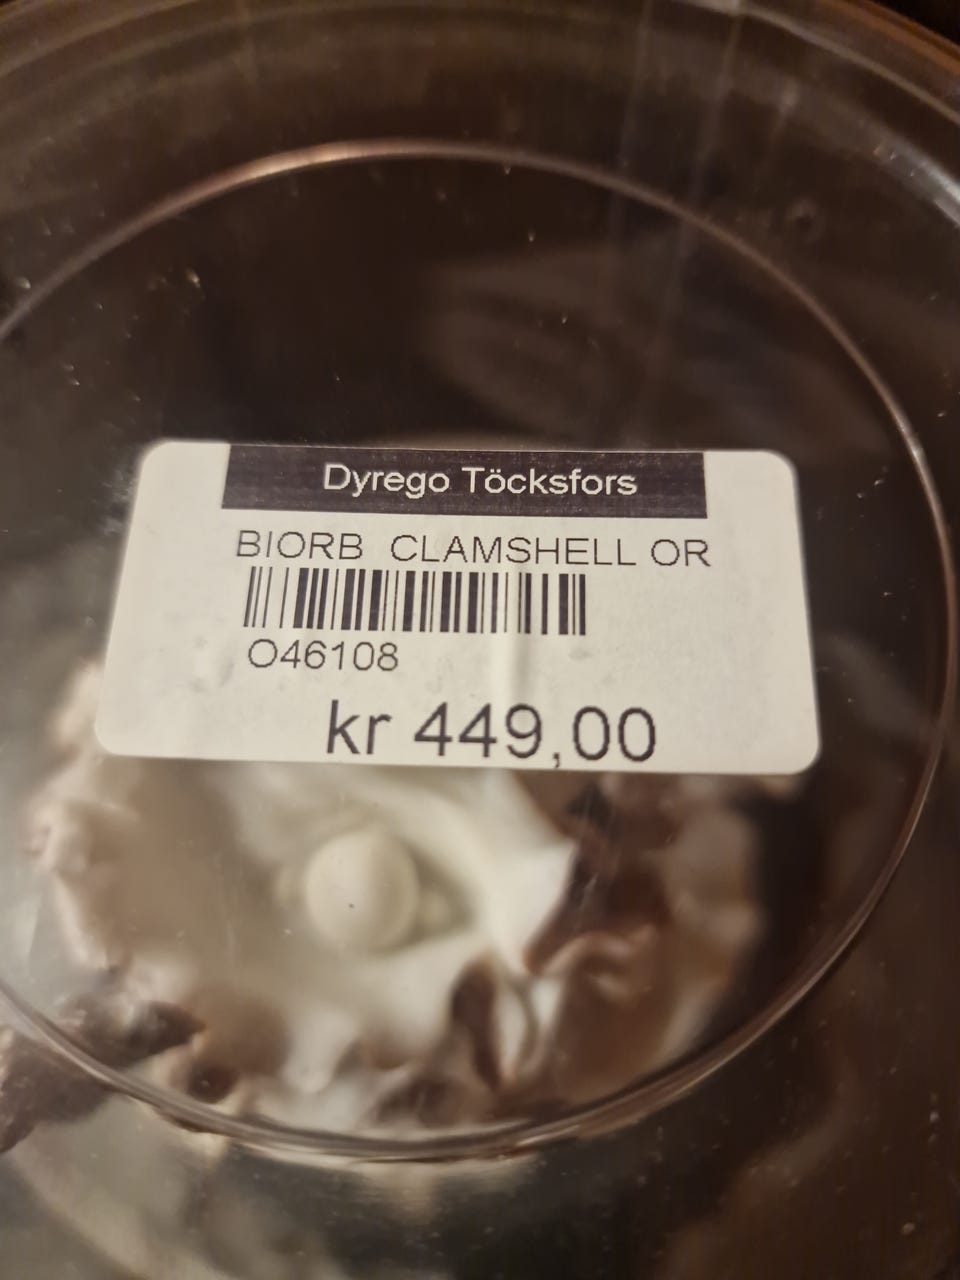 Dyrego Töcksfors
BIORB CLAMSHELL OR
O46108
kr 449,00